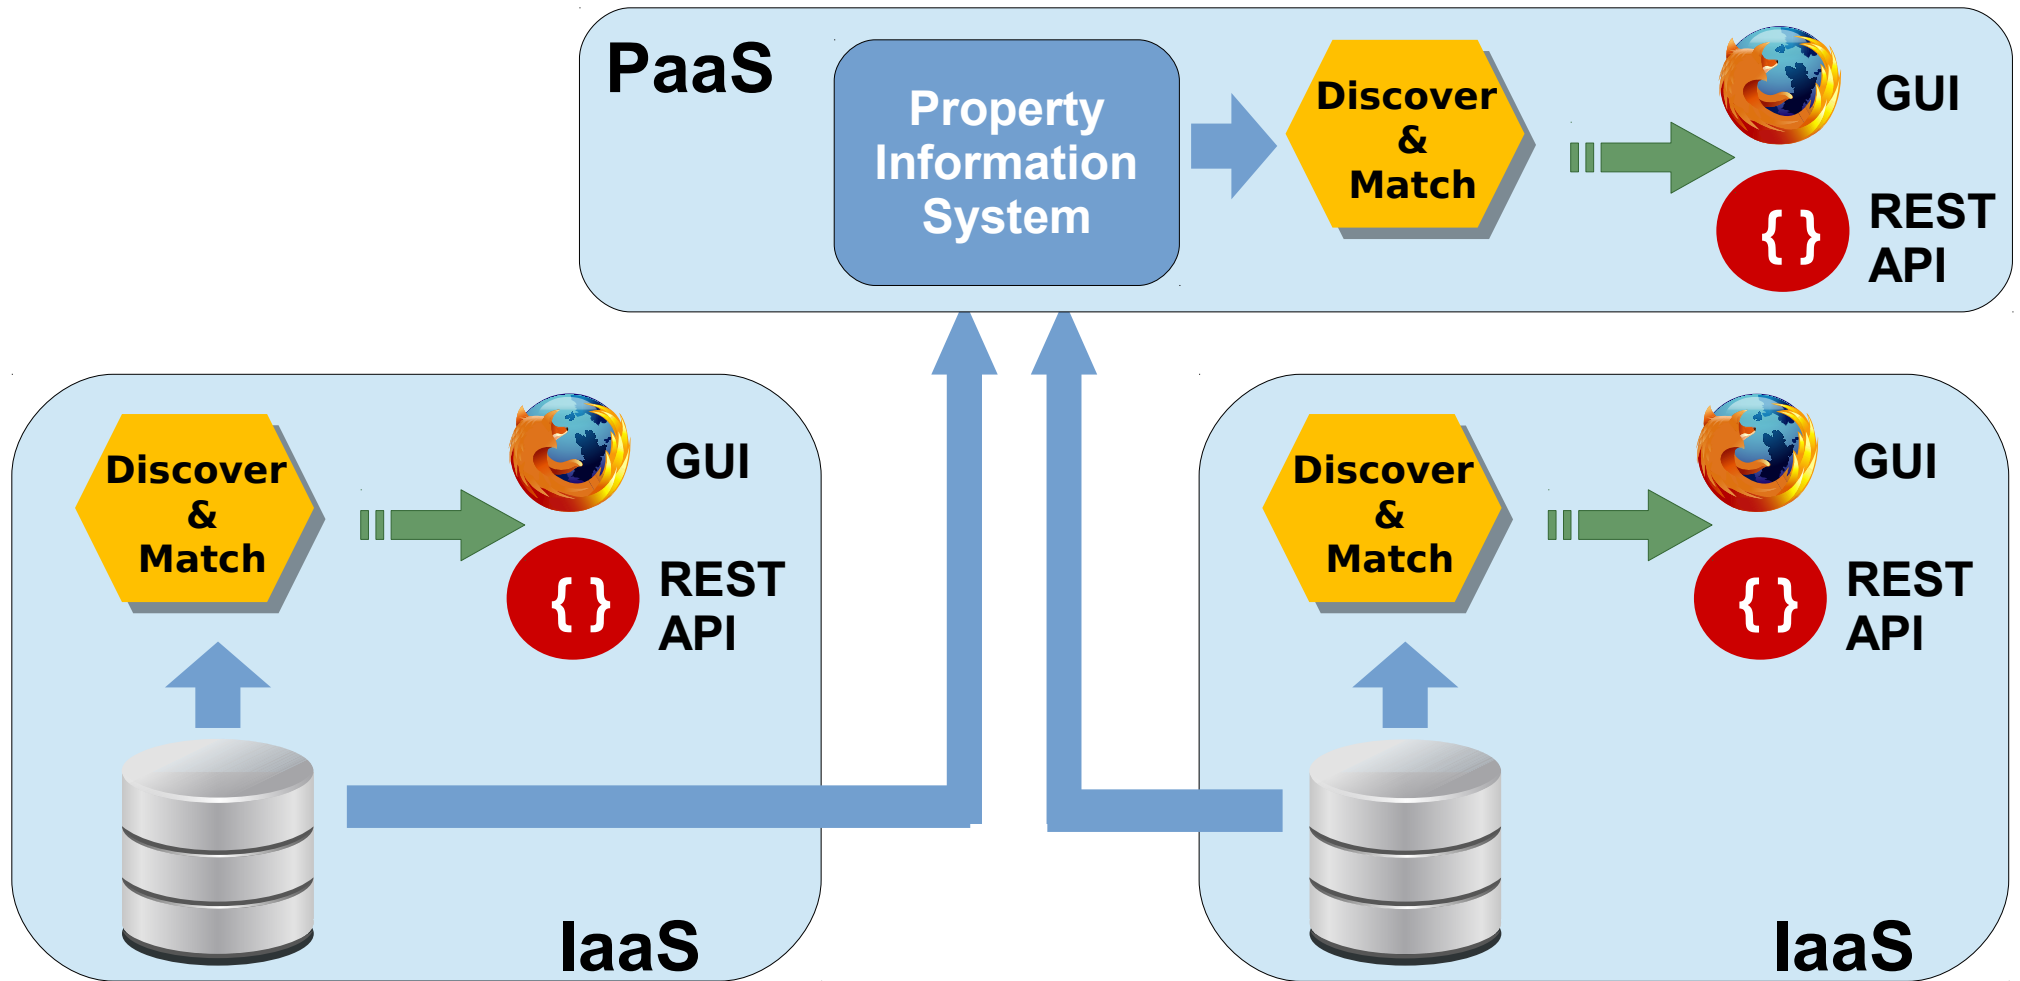 PaaS
Property
Information
System
Discover
&
Match
GUI
{ }
REST
API
Discover
&
Match
GUI
{ }
REST
API
IaaS
Discover
&
Match
GUI
{ }
REST
API
IaaS